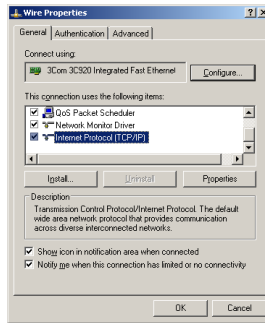 Wire Properties
General Authentication Advanced
Connect using:
3Com 3C920 Integrated Fast Ethernet
Configure...
This connection uses the following items:
QoS Packet Scheduler
Network Monitor Driver
Internet Protocol (TCP/IP)
Install... Uninstall Properties
Description
Transmission Control Protocol/Internet Protocol. The default
wide area network protocol that provides communication
across diverse interconnected networks.
Show icon in notification area when connected
Notify me when this connection has limited or no connectivity
OK Cancel